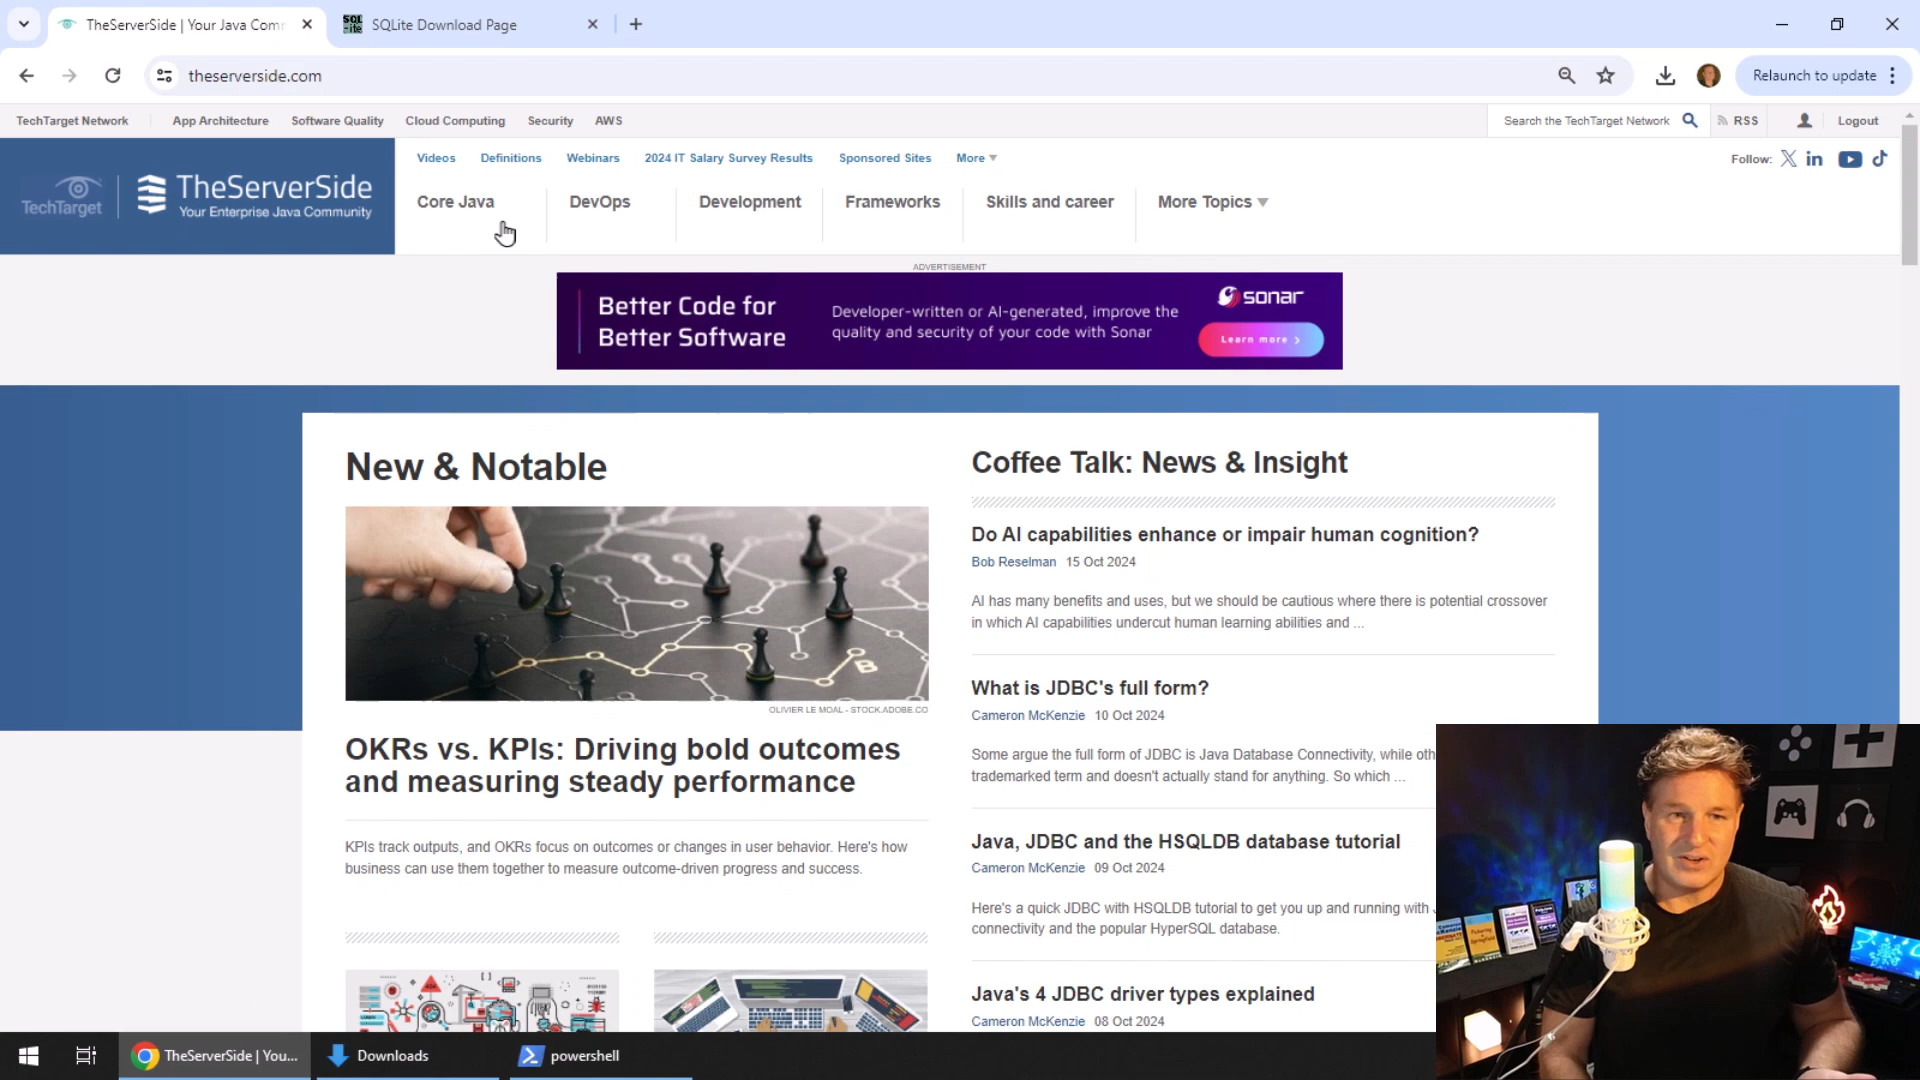 TheServerSide | Your Java Com
SQLite Download Page
theserverside.com
Relaunch to update
TechTarget Network
App Architecture
Software Quality
Cloud Computing
Security
AWS
Search the TechTarget Network
RSS
Logout
TechTarget
TheServerSide
Your Enterprise Java Community
Videos
Definitions
Webinars
2024 IT Salary Survey Results
Sponsored Sites
More
Follow:
Core Java
DevOps
Development
Frameworks
Skills and career
More Topics
ADVERTISEMENT
Better Code for
Better Software
Developer-written or AI-generated, improve the
quality and security of your code with Sonar
sonar
Learn more >
New & Notable
B
OLIVIER LE MOAL - STOCK.ADOBE.CO
OKRs vs. KPIs: Driving bold outcomes
and measuring steady performance
KPIs track outputs, and OKRs focus on outcomes or changes in user behavior. Here's how
business can use them together to measure outcome-driven progress and success.
Coffee Talk: News & Insight
Do AI capabilities enhance or impair human cognition?
Bob Reselman 15 Oct 2024
AI has many benefits and uses, but we should be cautious where there is potential crossover
in which AI capabilities undercut human learning abilities and ...
What is JDBC's full form?
Cameron McKenzie 10 Oct 2024
Some argue the full form of JDBC is Java Database Connectivity, while oth
trademarked term and doesn't actually stand for anything. So which ...
Java, JDBC and the HSQLDB database tutorial
Cameron McKenzie 09 Oct 2024
Here's a quick JDBC with HSQLDB tutorial to get you up and running with
connectivity and the popular HyperSQL database.
Java's 4 JDBC driver types explained
Cameron McKenzie 08 Oct 2024
TheServerSide | You...
Downloads
powershell